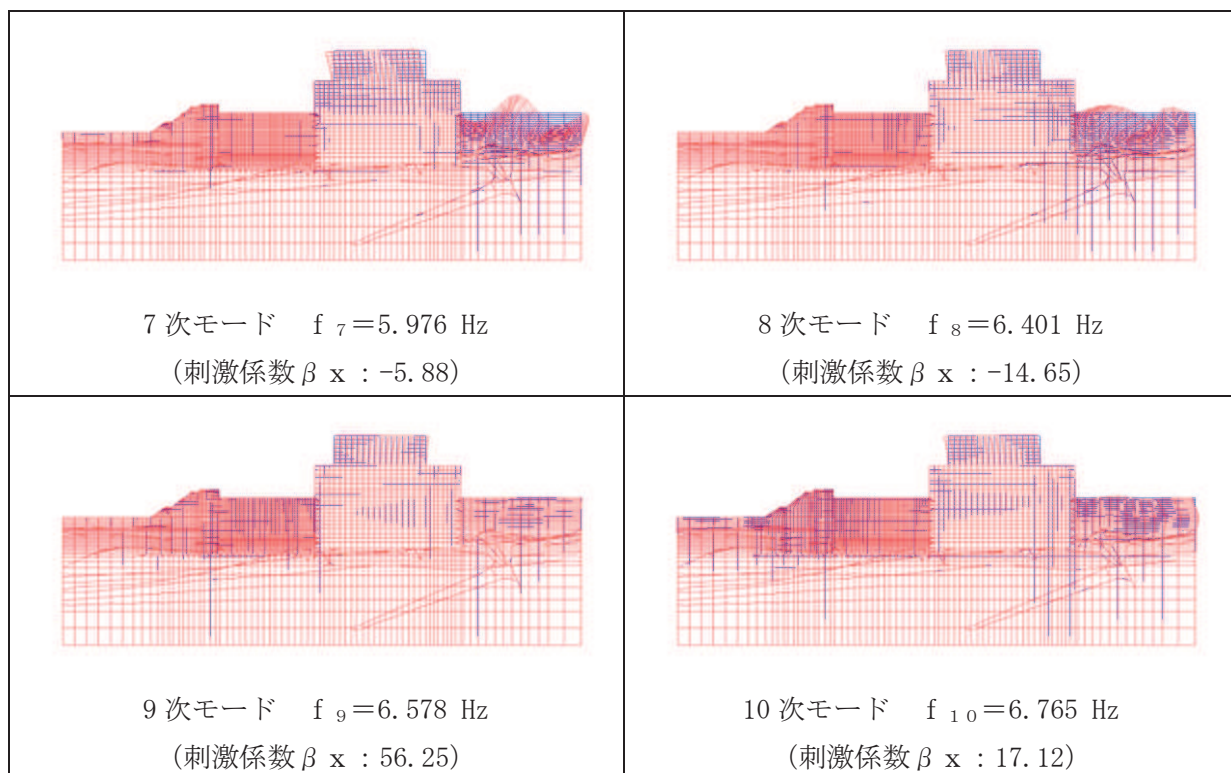 7 次モード f ₇＝5.976 Hz
(刺激係数β x ：-5.88)
8 次モード f ₈＝6.401 Hz
(刺激係数β x ：-14.65)
9 次モード f ₉＝6.578 Hz
(刺激係数β x ：56.25)
10 次モード f ₁₀＝6.765 Hz
(刺激係数β x ：17.12)